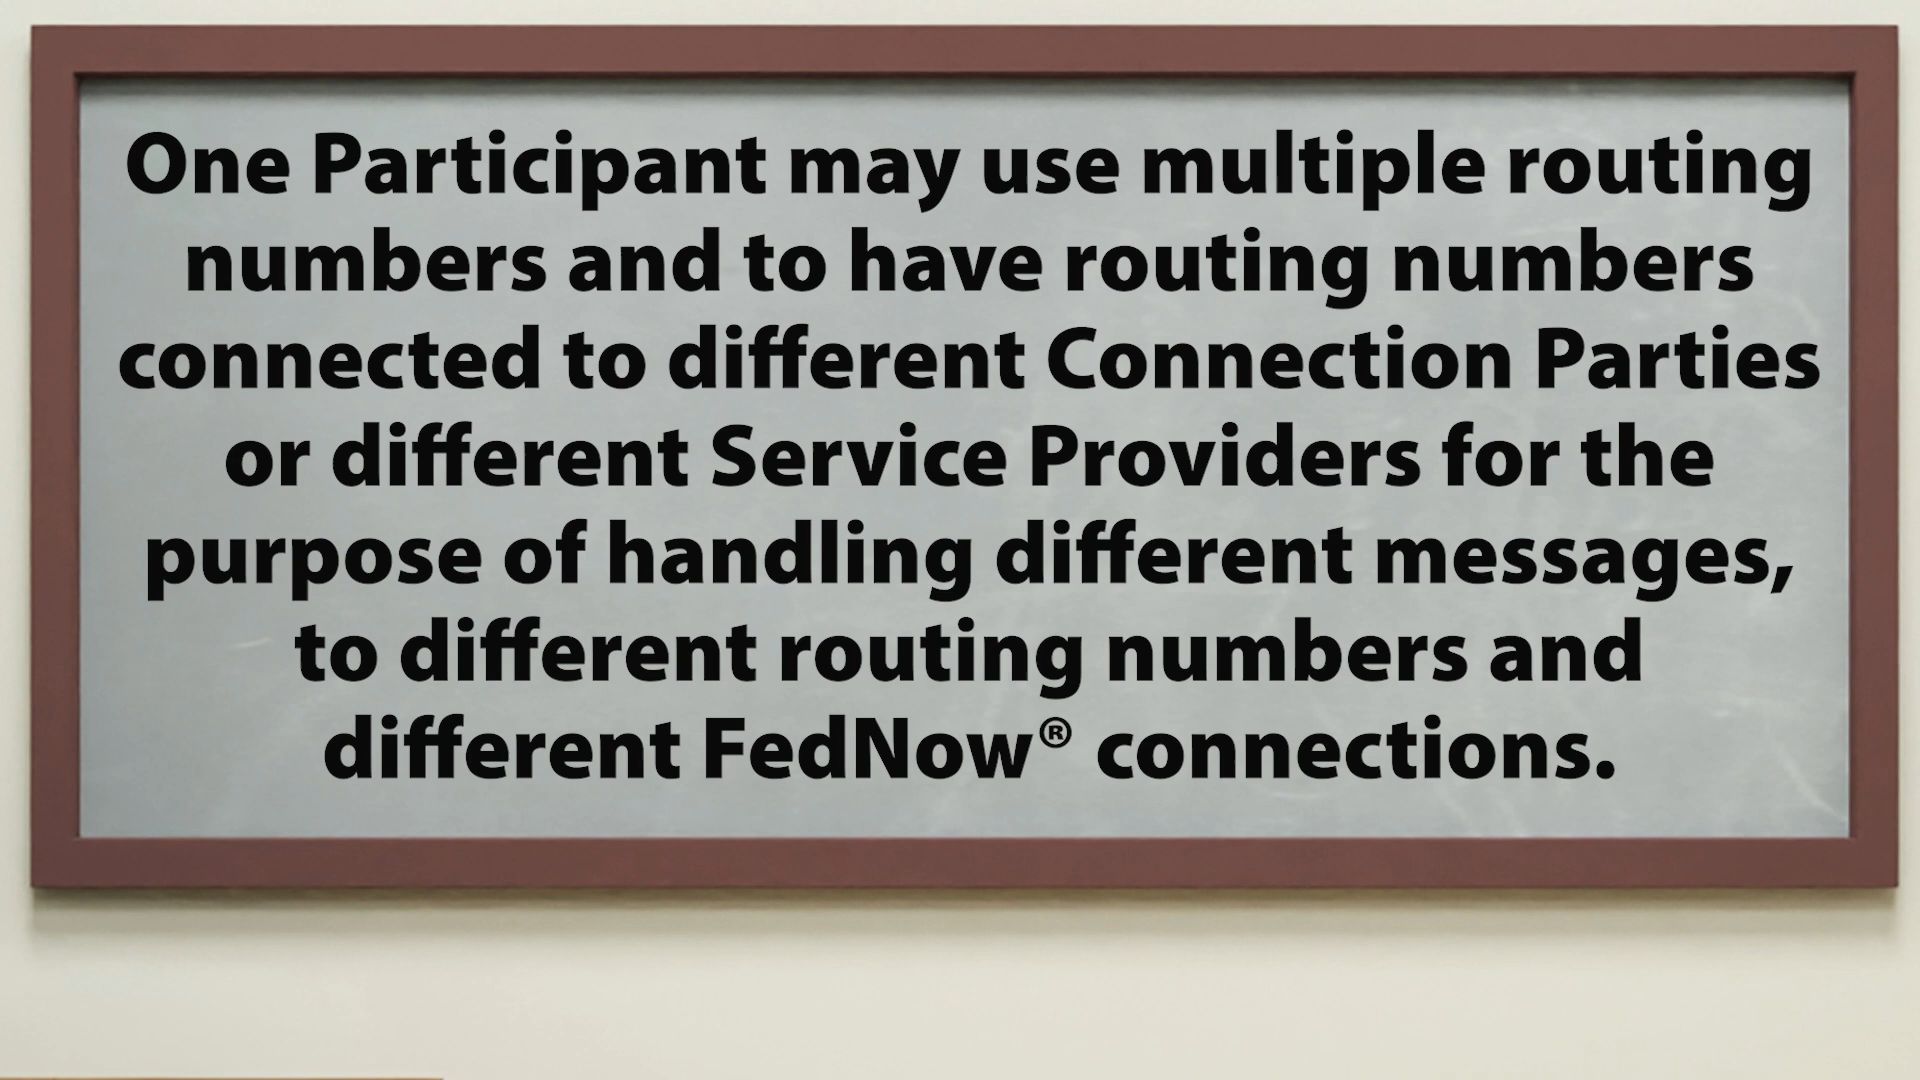 One Participant may use multiple routing
numbers and to have routing numbers
connected to different Connection Parties
or different Service Providers for the
purpose of handling different messages,
to different routing numbers and
different FedNow® connections.